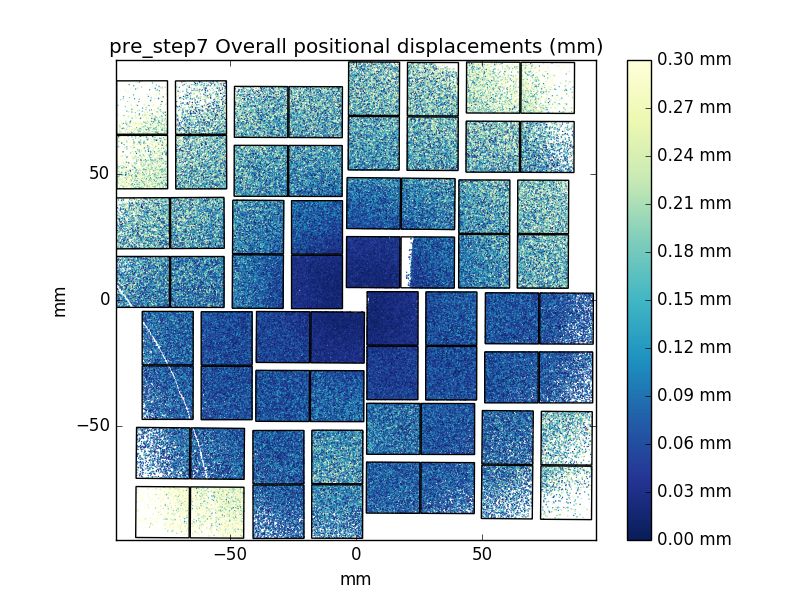 pre_step7 Overall positional displacements (mm)
0.30 mm
0.27 mm
0.24 mm
0.21 mm
0.18 mm
0.15 mm
0.12 mm
0.09 mm
0.06 mm
0.03 mm
0.00 mm
50
0
−50
mm
−50
0
50
mm